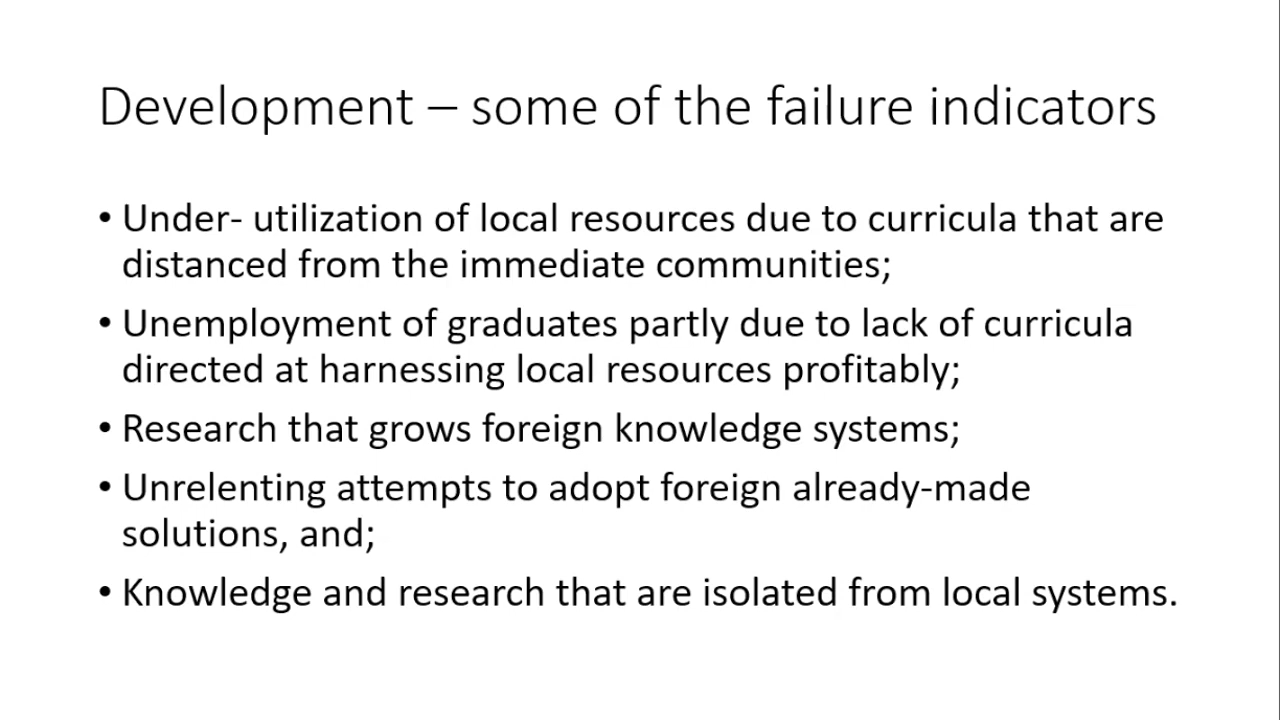 Development – some of the failure indicators
• Under- utilization of local resources due to curricula that are
distanced from the immediate communities;
• Unemployment of graduates partly due to lack of curricula
directed at harnessing local resources profitably;
• Research that grows foreign knowledge systems;
• Unrelenting attempts to adopt foreign already-made
solutions, and;
• Knowledge and research that are isolated from local systems.